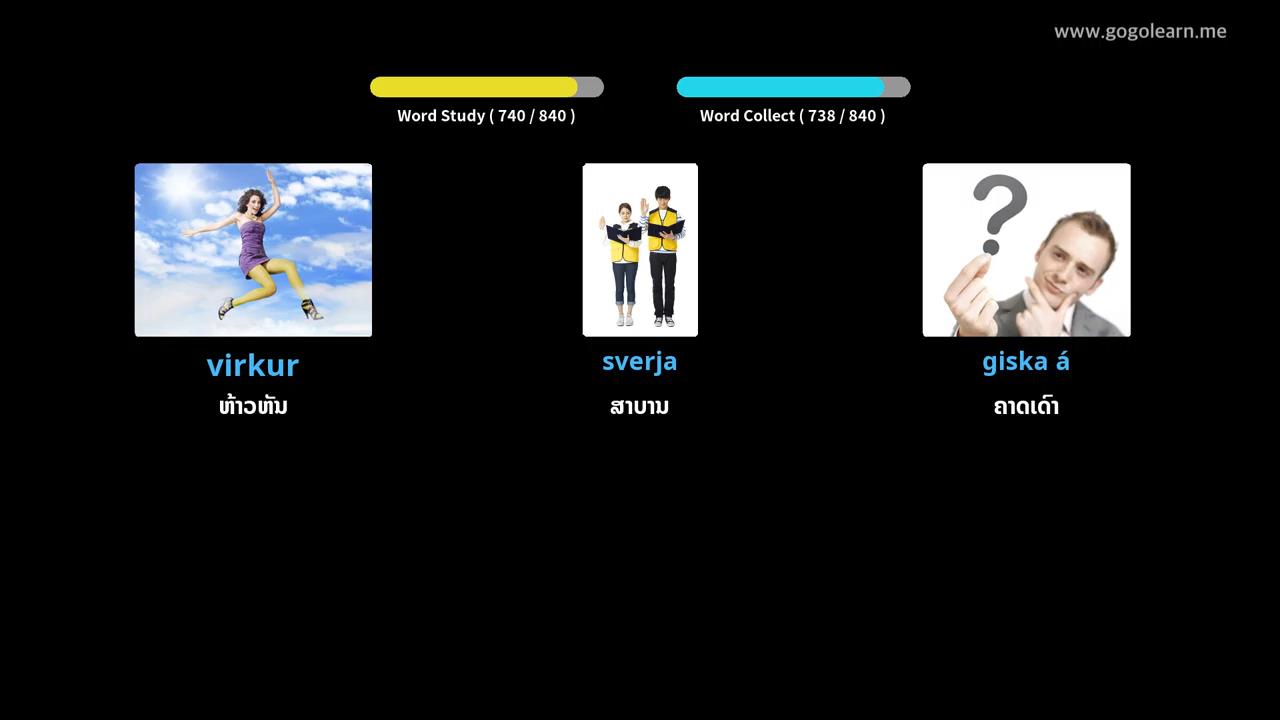 www.gogolearn.me
Word Study ( 740 / 840 )
Word Collect ( 738 / 840 )
virkur
sverja
giska á
ຫ້າວຫັນ
ສາບານ
ຄາດເດົາ